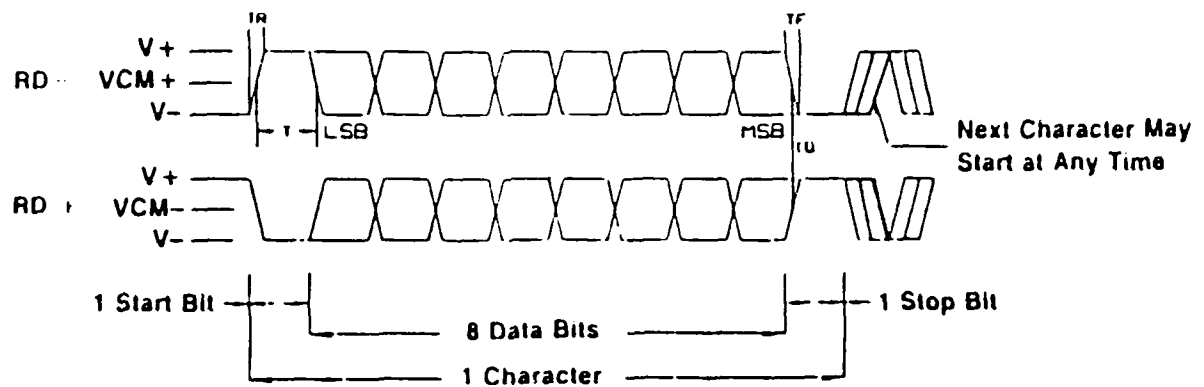 TR
TF
V+
RD - VCM+
V-
T LSB
MSB
TD
Next Character May
Start at Any Time
V+
RD + VCM-
V-
1 Start Bit
1 Stop Bit
8 Data Bits
1 Character